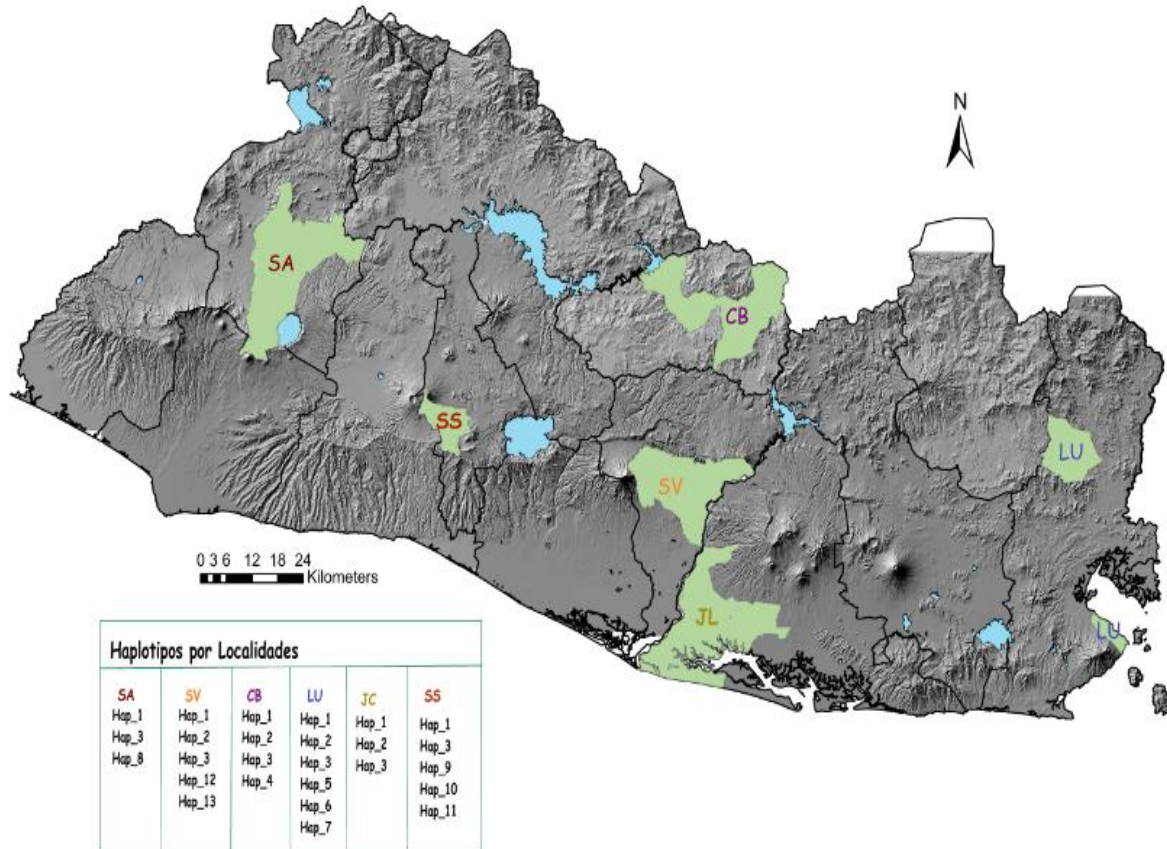 N
SA
CB
SS
LU
SV
JL
LU
0 3 6 12 18 24
Kilometers
Haplotipos por Localidades
SA SV CB LU JC SS
Hap_1 Hap_1 Hap_1 Hap_1 Hap_1 Hap_1
Hap_3 Hap_2 Hap_2 Hap_2 Hap_2 Hap_3
Hap_8 Hap_3 Hap_3 Hap_3 Hap_3 Hap_9
Hap_12 Hap_4 Hap_5 Hap_10
Hap_13 Hap_6 Hap_11
Hap_7